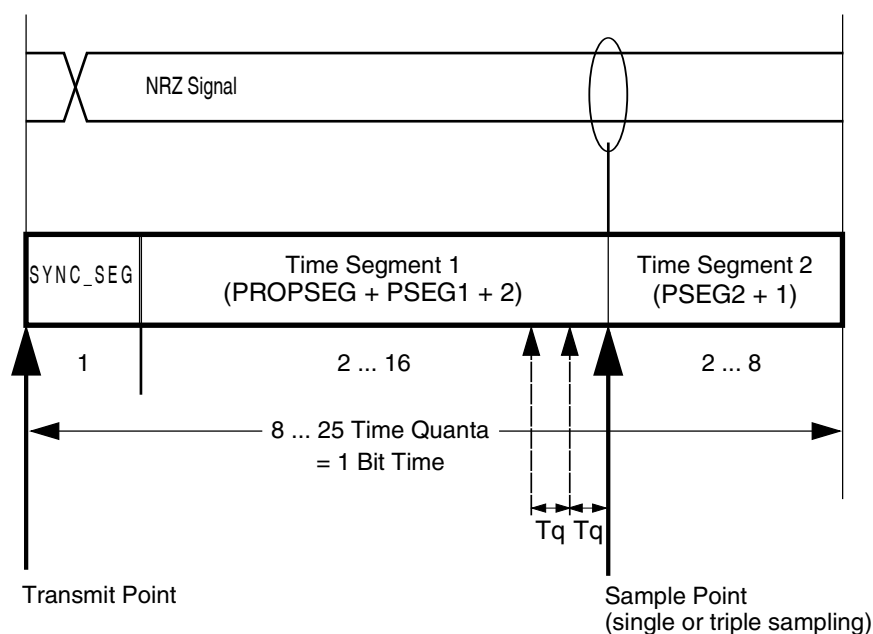 NRZ Signal
SYNC_SEG
Time Segment 1
(PROPSEG + PSEG1 + 2)
Time Segment 2
(PSEG2 + 1)
1
2 ... 16
2 ... 8
8 ... 25 Time Quanta
= 1 Bit Time
Tq Tq
Transmit Point
Sample Point
(single or triple sampling)